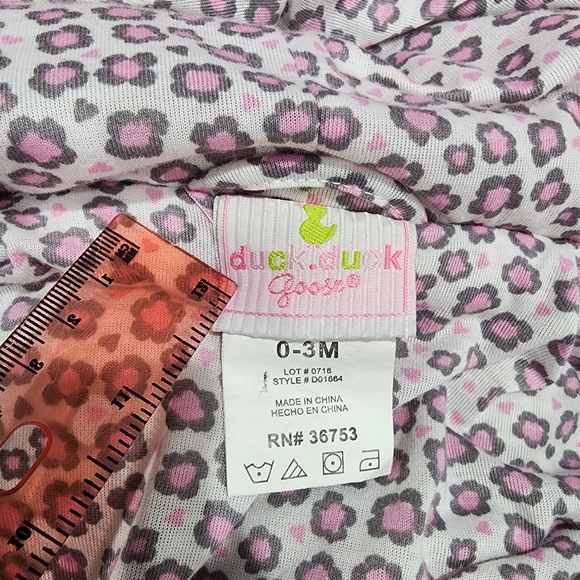 duck.duck
goose®
0-3M
LOT # 0716
STYLE # D01664
MADE IN CHINA
HECHO EN CHINA
RN# 36753